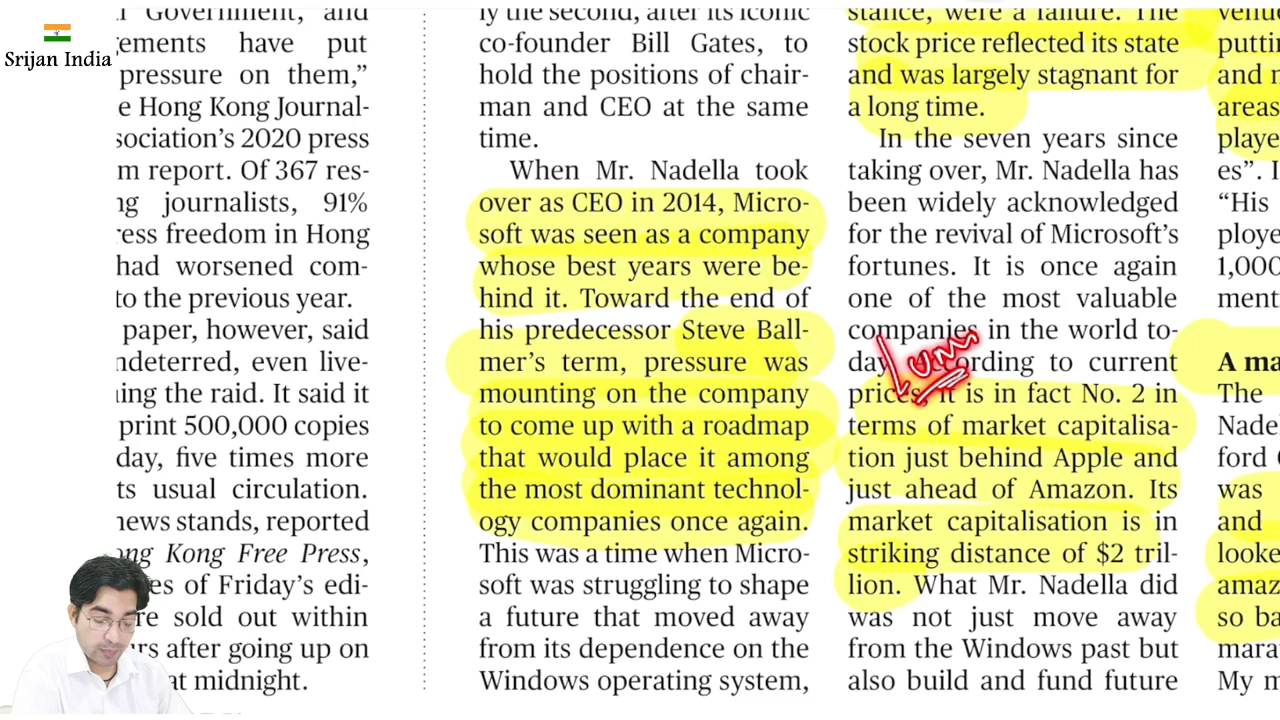 Srijan India
Government, and
ements have put
pressure on them,”
e Hong Kong Journal-
sociation’s 2020 press
m report. Of 367 res-
ng journalists, 91%
ress freedom in Hong
had worsened com-
to the previous year.
paper, however, said
ndeterred, even live-
ing the raid. It said it
print 500,000 copies
day, five times more
ts usual circulation.
news stands, reported
ong Kong Free Press,
es of Friday’s edi-
re sold out within
urs after going up on
at midnight.
ly the second, after its iconic
co-founder Bill Gates, to
hold the positions of chair-
man and CEO at the same
time.
When Mr. Nadella took
over as CEO in 2014, Micro-
soft was seen as a company
whose best years were be-
hind it. Toward the end of
his predecessor Steve Ball-
mer’s term, pressure was
mounting on the company
to come up with a roadmap
that would place it among
the most dominant technol-
ogy companies once again.
This was a time when Micro-
soft was struggling to shape
a future that moved away
from its dependence on the
Windows operating system,
stance, were a failure. The
stock price reflected its state
and was largely stagnant for
a long time.
In the seven years since
taking over, Mr. Nadella has
been widely acknowledged
for the revival of Microsoft’s
fortunes. It is once again
one of the most valuable
companies in the world to-
day. According to current
prices, it is in fact No. 2 in
terms of market capitalisa-
tion just behind Apple and
just ahead of Amazon. Its
market capitalisation is in
striking distance of $2 tril-
lion. What Mr. Nadella did
was not just move away
from the Windows past but
also build and fund future
venu
puttin
and
areas
playe
es”. I
“His
ploye
1,000
ment
A ma
The
Nade
ford
was
and
looke
amaz
so ba
mara
My m